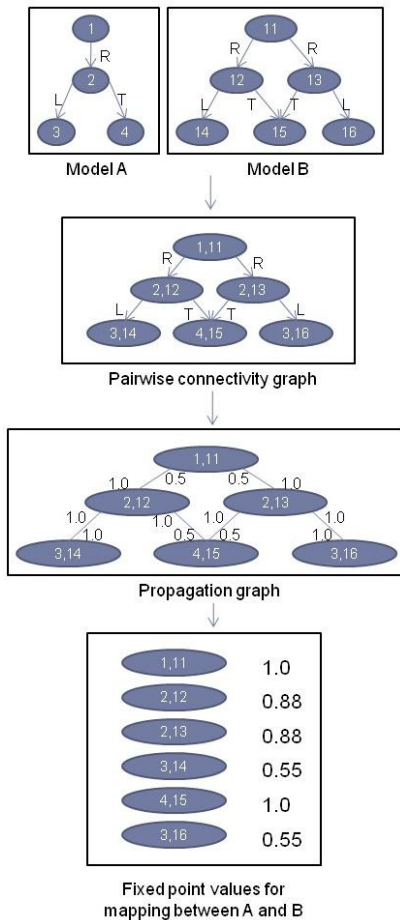 1
R
2
L
T
3
4
Model A
11
R
R
12
13
L
T
T
L
14
15
16
Model B
1,11
R
R
2,12
2,13
L
T
T
L
3,14
4,15
3,16
Pairwise connectivity graph
1,11
1.0
0.5
0.5
1.0
2,12
2,13
1.0
1.0
1.0
1.0
1.0
0.5
0.5
1.0
3,14
4,15
3,16
Propagation graph
1,11 1.0
2,12 0.88
2,13 0.88
3,14 0.55
4,15 1.0
3,16 0.55
Fixed point values for
mapping between A and B